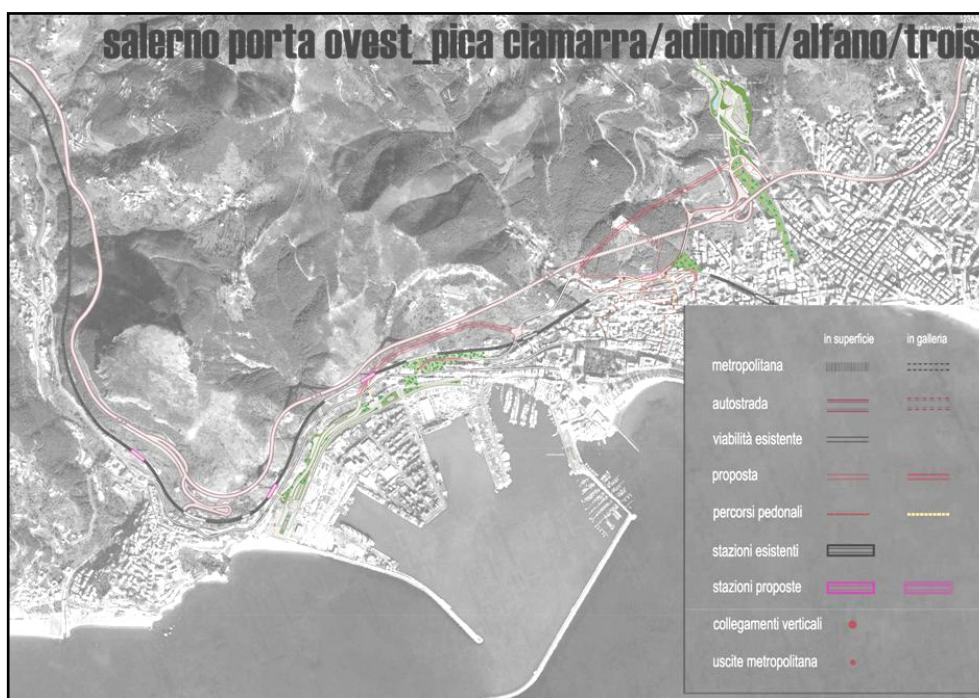 salerno porta ovest_pica ciamarra/adinolfi/alfano/trois
in superficie in galleria
metropolitana
autostrada
viabilità esistente
proposta
percorsi pedonali
stazioni esistenti
stazioni proposte
collegamenti verticali
uscite metropolitana